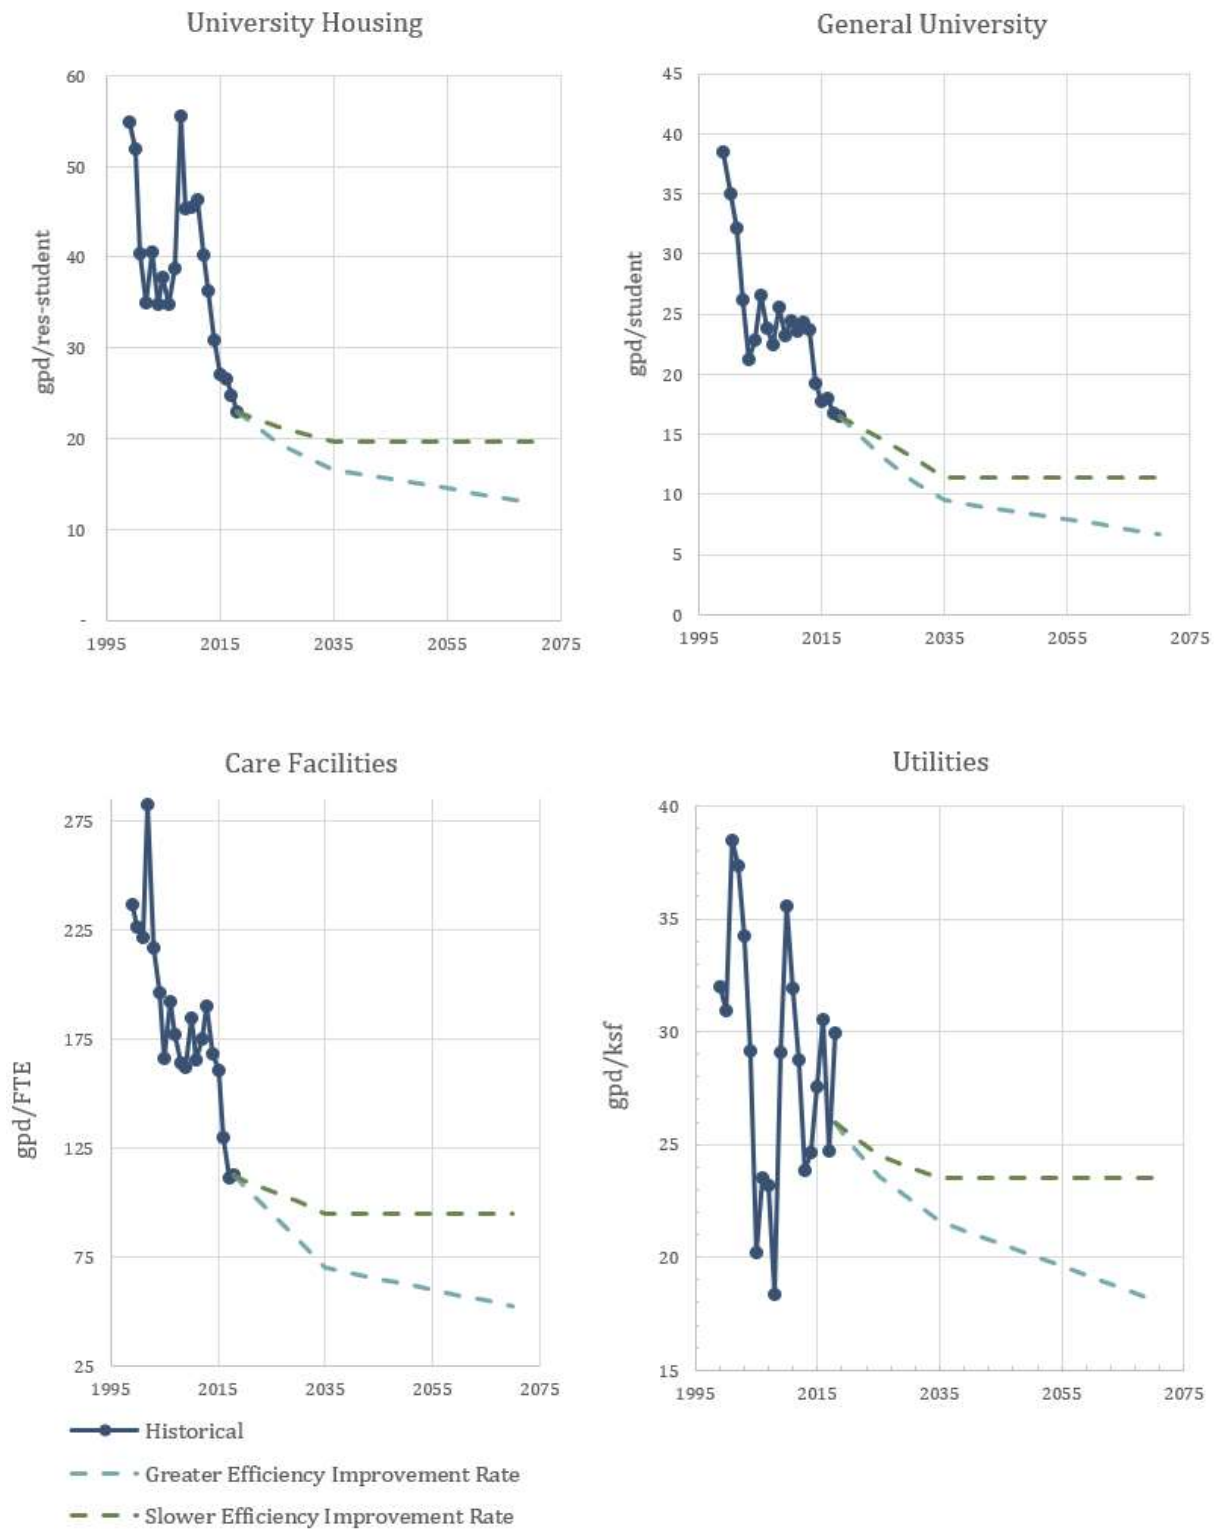 University Housing
60
50
40
30
20
10
-
gpd/res-student
1995 2015 2035 2055 2075
General University
45
40
35
30
25
20
15
10
5
0
gpd/student
1995 2015 2035 2055 2075
Care Facilities
275
225
175
125
75
25
gpd/FTE
1995 2015 2035 2055 2075
Utilities
40
35
30
25
20
15
gpd/ksf
1995 2015 2035 2055 2075
Historical
Greater Efficiency Improvement Rate
Slower Efficiency Improvement Rate